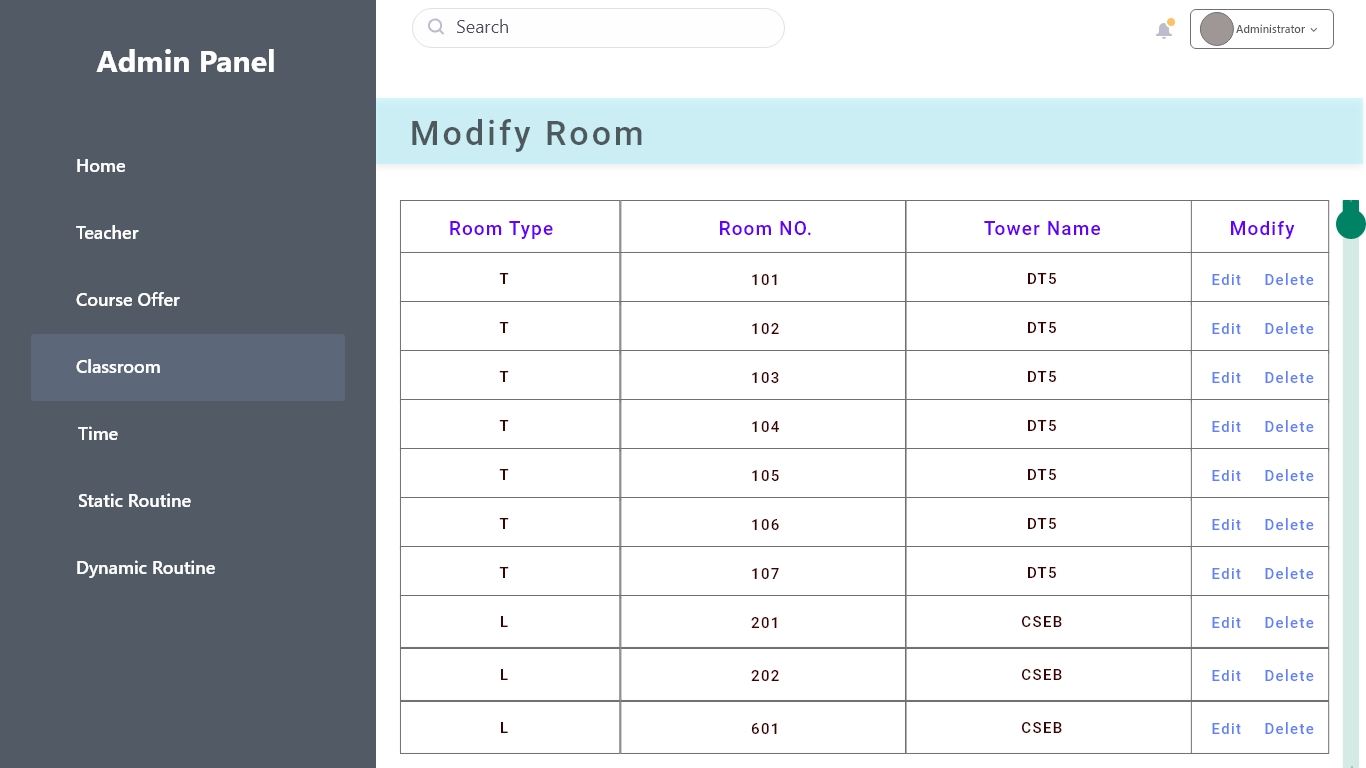 Admin Panel
Home
Teacher
Course Offer
Classroom
Time
Static Routine
Dynamic Routine
Search
Administrator
Modify Room
Room Type Room NO. Tower Name Modify
T 101 DT5 Edit Delete
T 102 DT5 Edit Delete
T 103 DT5 Edit Delete
T 104 DT5 Edit Delete
T 105 DT5 Edit Delete
T 106 DT5 Edit Delete
T 107 DT5 Edit Delete
L 201 CSEB Edit Delete
L 202 CSEB Edit Delete
L 601 CSEB Edit Delete